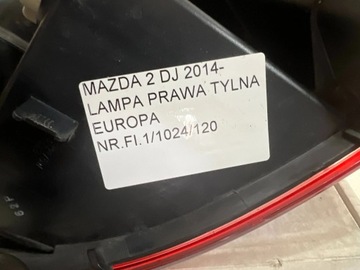 MAZDA 2 DJ 2014-
LAMPA PRAWA TYLNA
EUROPA
NR.FI.1/1024/120